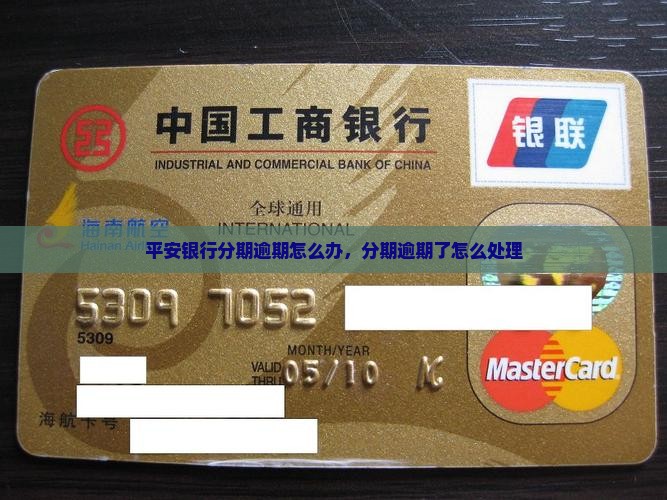 中国工商银行
INDUSTRIAL AND COMMERCIAL BANK OF CHINA
银联
全球通用
INTERNATIONAL
海南航空
Hainan Airlines
平安银行分期逾期怎么办，分期逾期了怎么处理
5309 7052
5309
MONTH/YEAR
VALID THRU 05/10
MasterCard
海航卡号